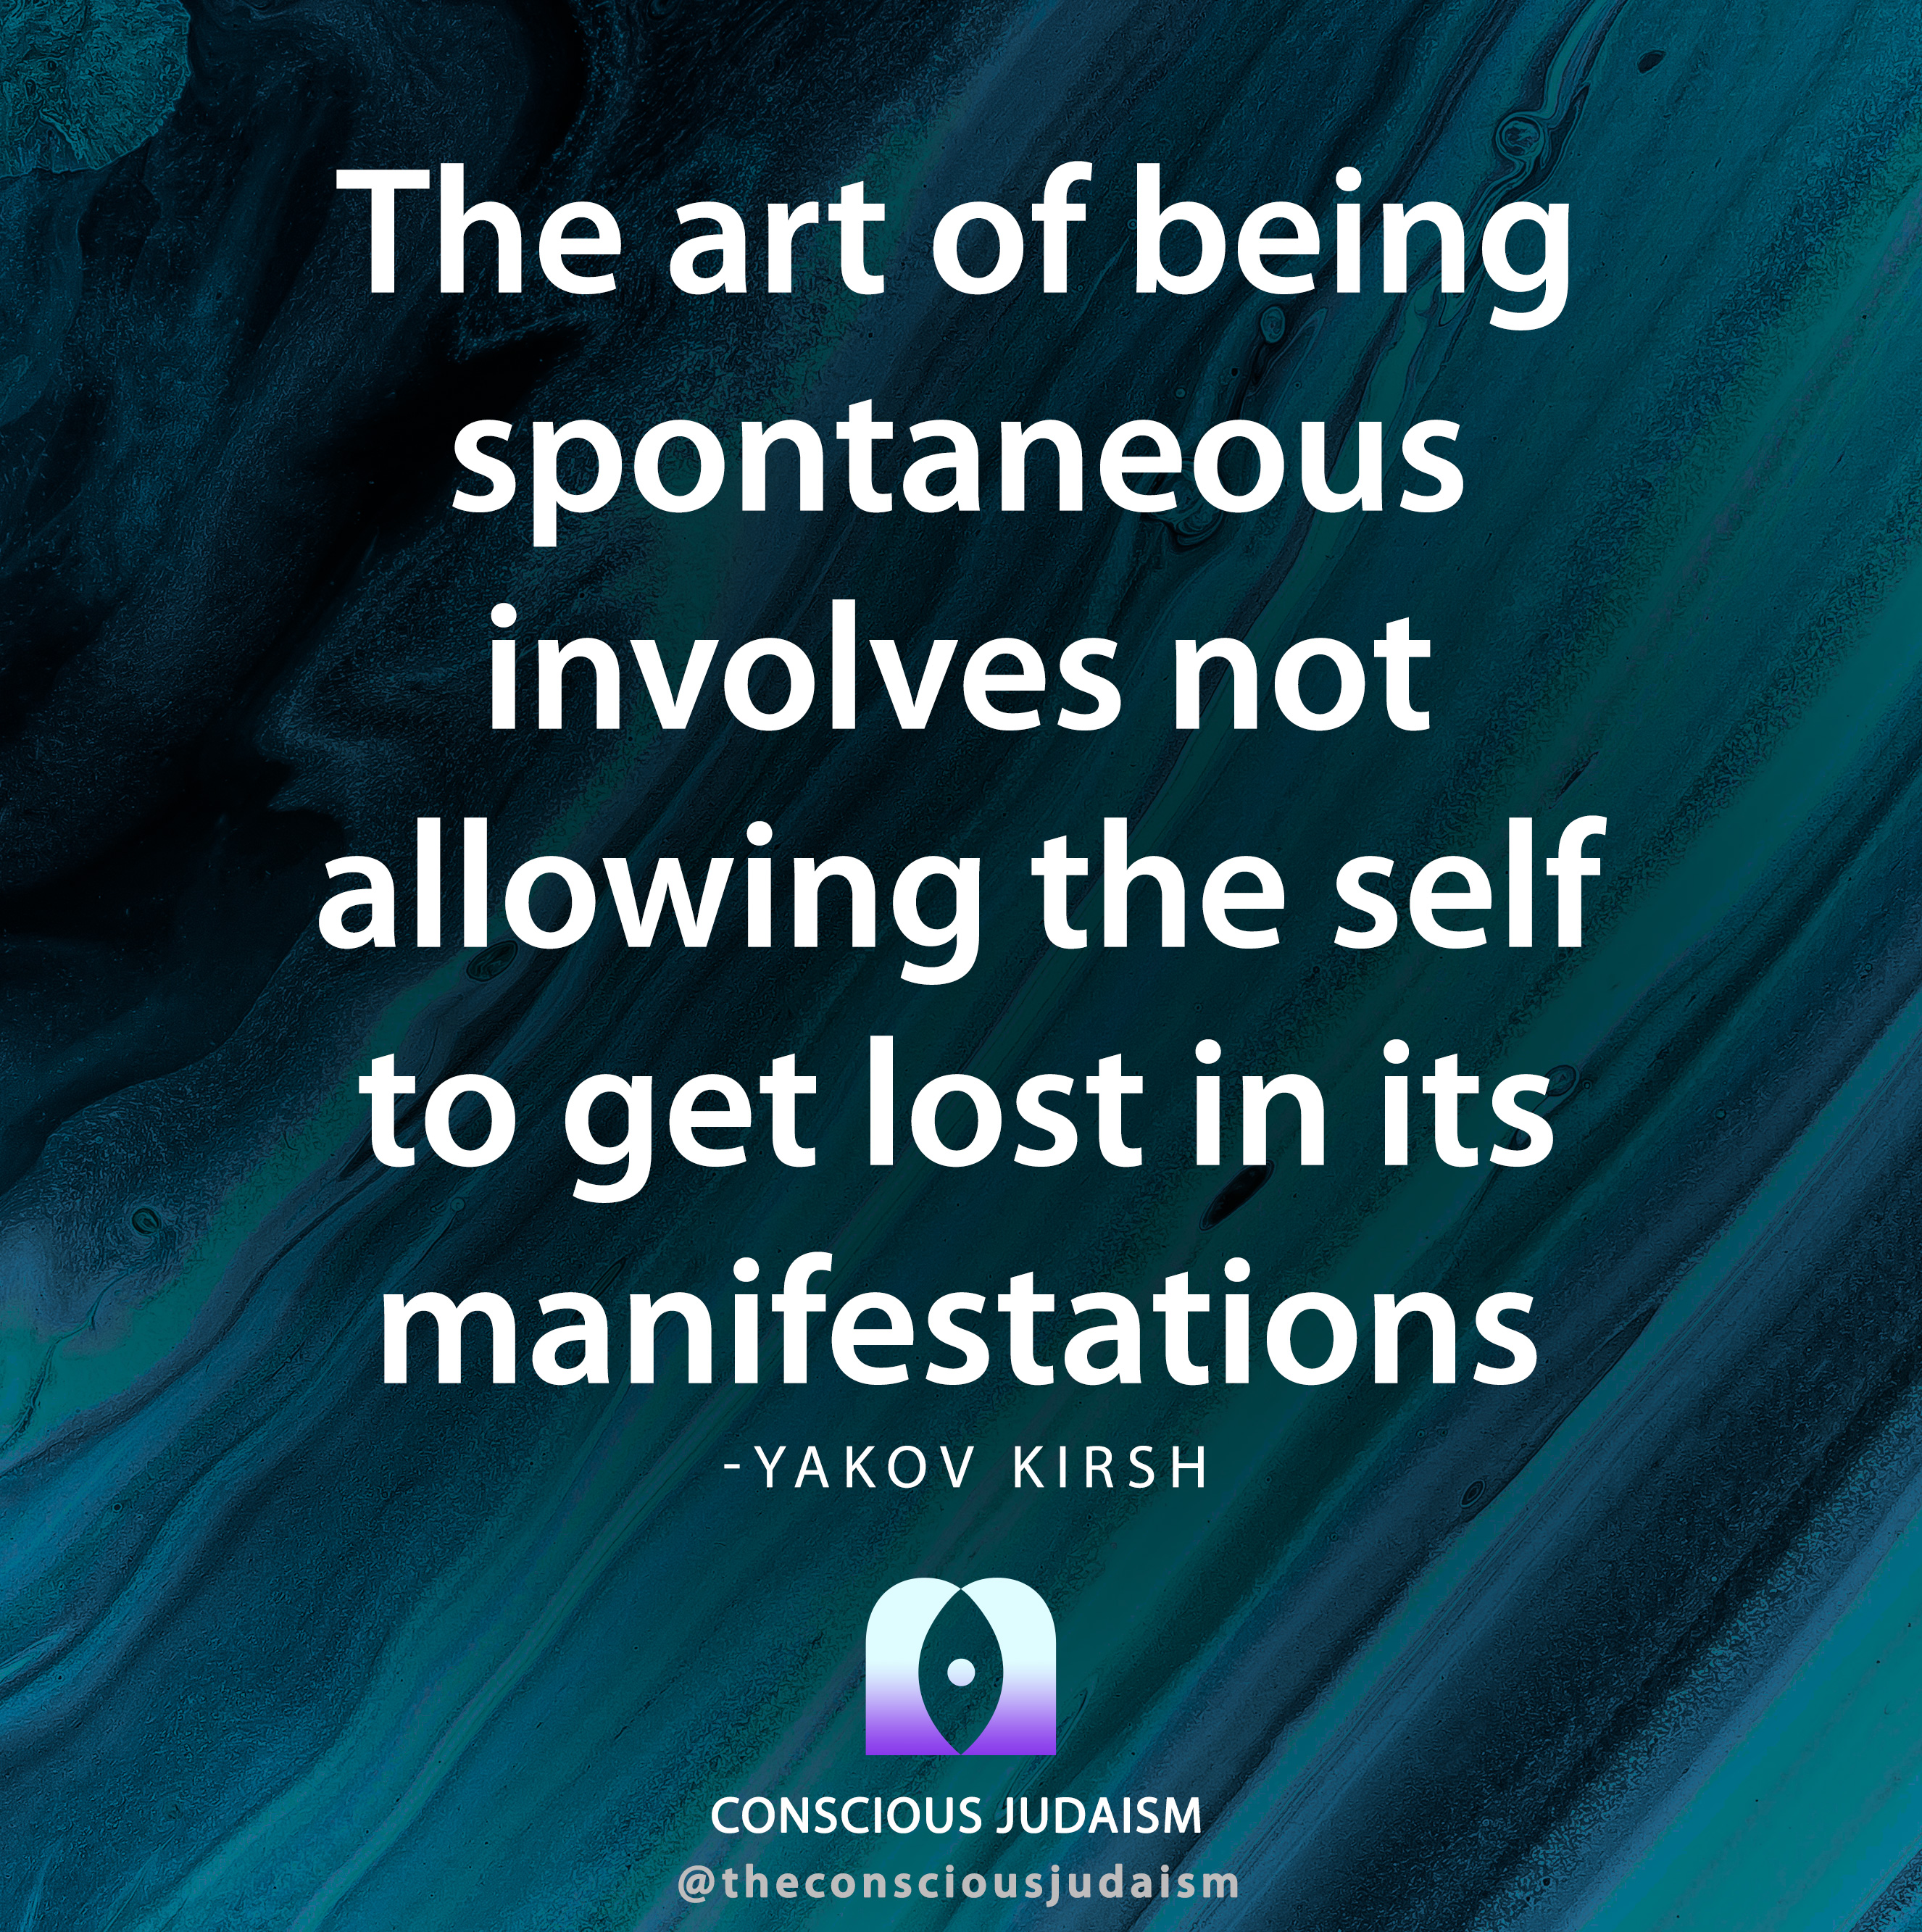 The art of being
spontaneous
involves not
allowing the self
to get lost in its
manifestations
-YAKOV KIRSH
CONSCIOUS JUDAISM
@theconsciousjudaism